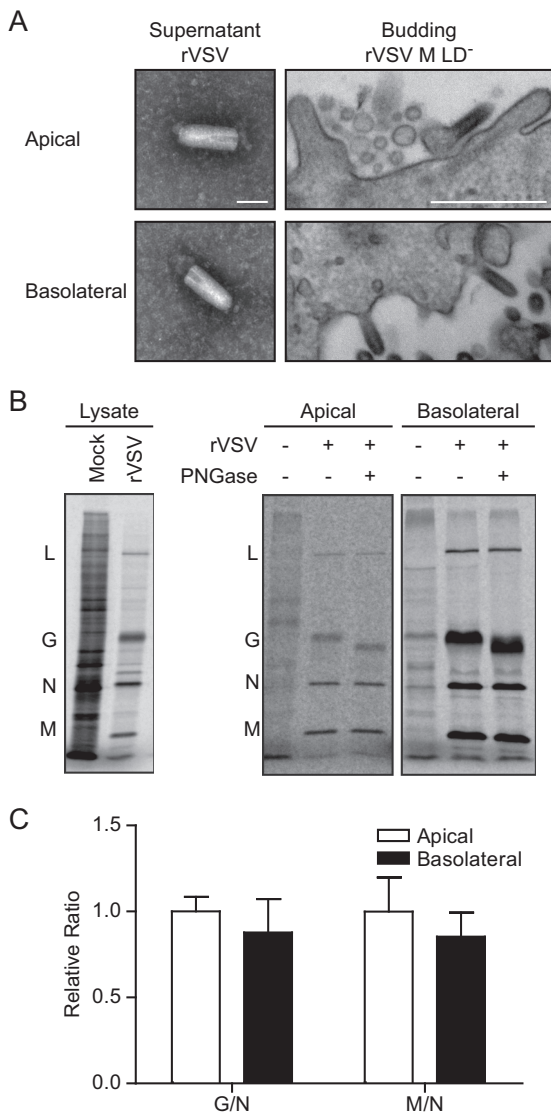 A
Supernatant Budding
rVSV rVSV M LD⁻
Apical
Basolateral
B
Lysate Apical Basolateral
Mock rVSV
rVSV - + + - + +
PNGase - - + - - +
L L
G G
N N
M M
C
1.5
1.0
0.5
0.0
Relative Ratio
Apical
Basolateral
G/N M/N